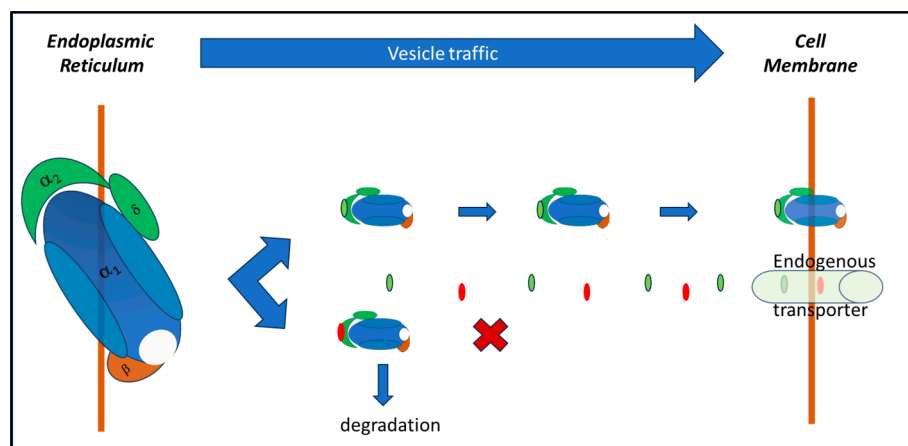 Endoplasmic
Reticulum
Vesicle traffic
Cell
Membrane
α2
δ
α1
β
Endogenous
transporter
degradation